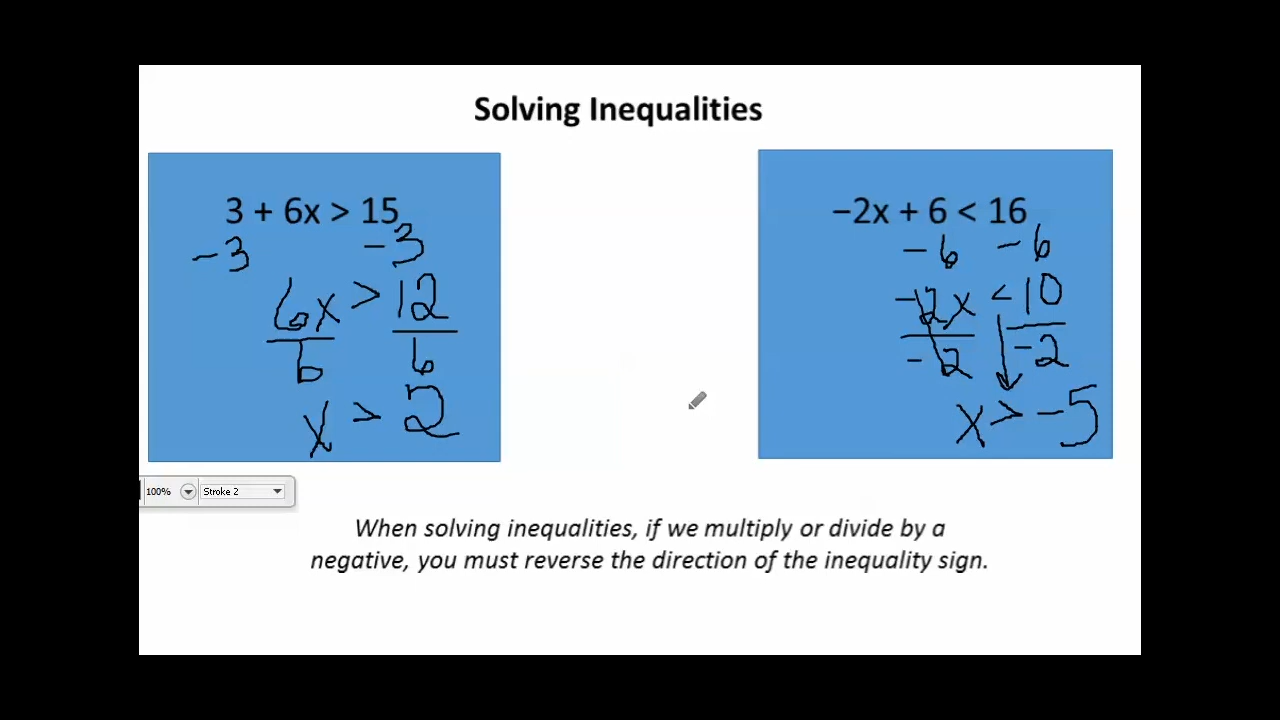 Solving Inequalities
3 + 6x > 15
−3 −3
6x > 12
6 6
x > 2
−2x + 6 < 16
−6 −6
−2x < 10
−2 −2
x > −5
100% Stroke 2
When solving inequalities, if we multiply or divide by a
negative, you must reverse the direction of the inequality sign.